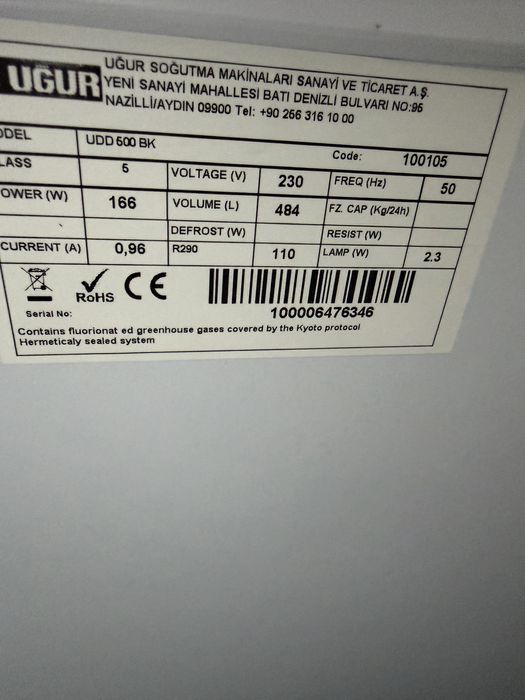 UĞUR
UĞUR SOĞUTMA MAKİNALARI SANAYİ VE TİCARET A.Ş.
YENİ SANAYİ MAHALLESİ BATI DENİZLİ BULVARI NO:95
NAZİLLİ/AYDIN 09900 Tel: +90 256 316 10 00
ODEL UDD 500 BK Code: 100105
LASS 5 VOLTAGE (V) 230 FREQ (Hz) 50
OWER (W) 166 VOLUME (L) 484 FZ. CAP (Kg/24h)
DEFROST (W) RESIST (W)
CURRENT (A) 0,96 R290 110 LAMP (W) 2.3
RoHS CE
Serial No: 100006476346
Contains fluorionat ed greenhouse gases covered by the Kyoto protocol
Hermeticaly sealed system